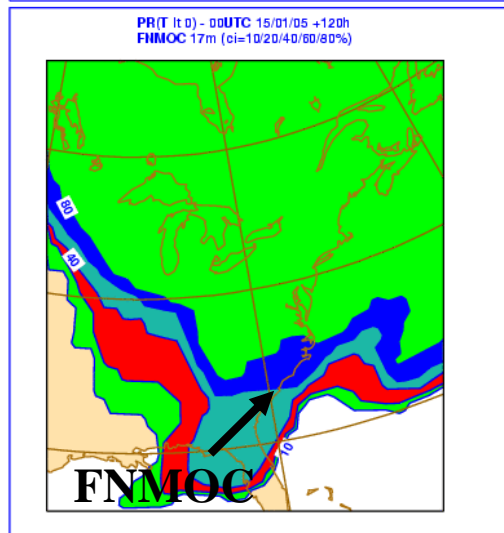 PR(T lt 0) - 00UTC 15/01/05 +120h
FNMOC 17m (ci=10/20/40/60/80%)
80
40
10
FNMOC